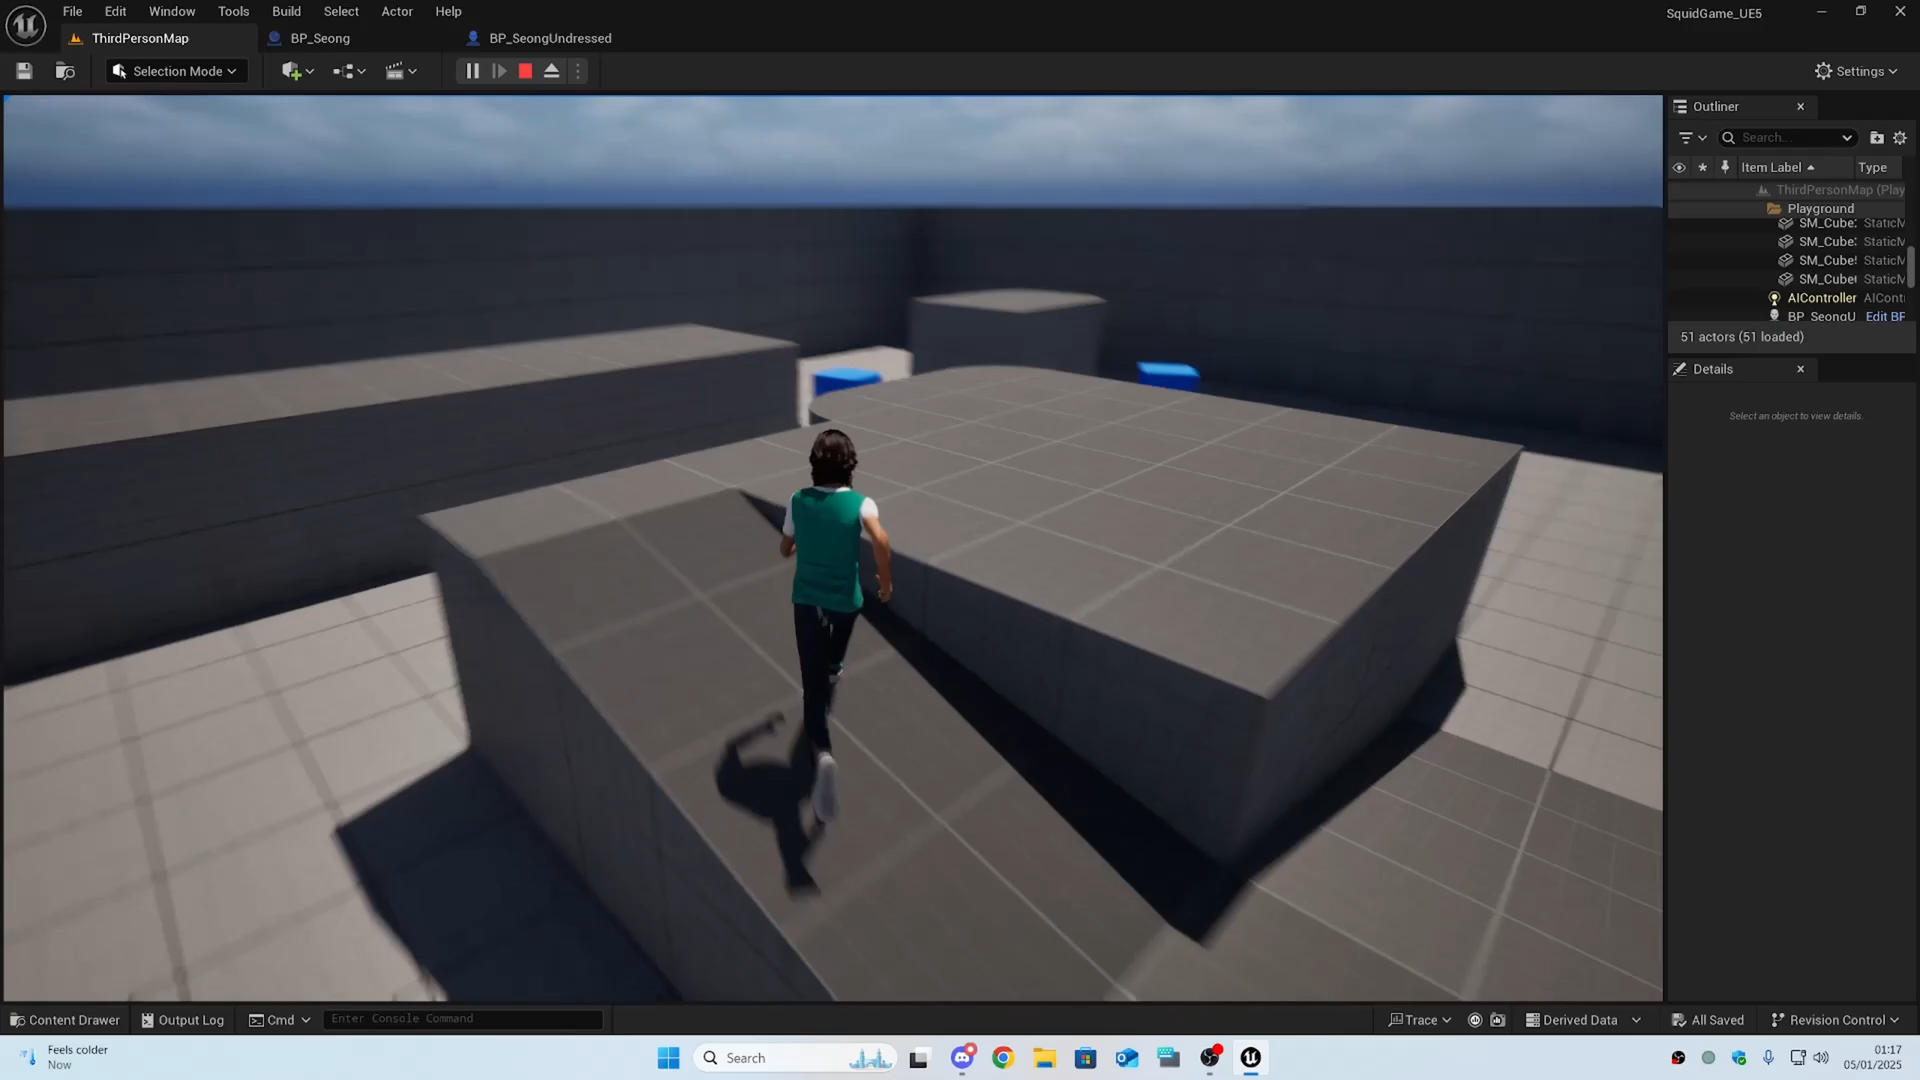 File Edit Window Tools Build Select Actor Help
SquidGame_UE5
ThirdPersonMap BP_Seong BP_SeongUndressed
Selection Mode
Settings
Outliner
Search...
Item Label Type
ThirdPersonMap (Play
Playground
SM_Cube StaticM
SM_Cube StaticM
SM_Cube StaticM
SM_Cube StaticM
AIController AICont
BP_SeongU Edit BP
51 actors (51 loaded)
Details
Select an object to view details.
Content Drawer Output Log Cmd Enter Console Command Trace Derived Data All Saved Revision Control
Feels colder
Now
Search
01:17
05/01/2025